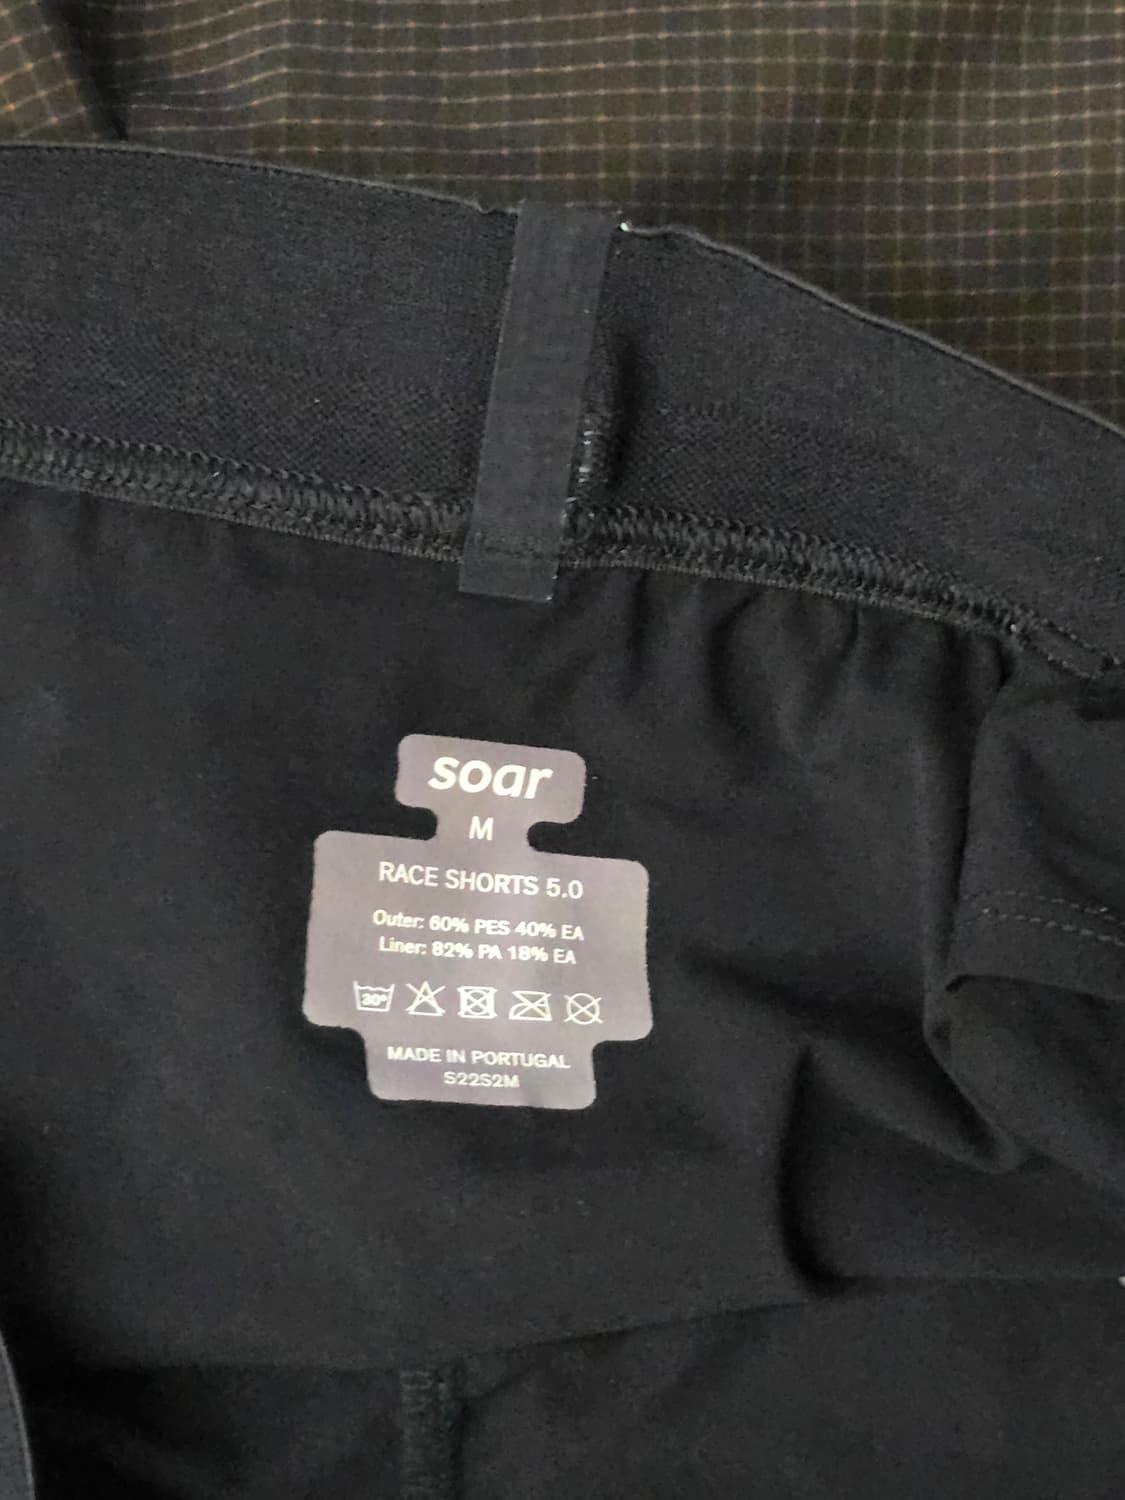 soar
M
RACE SHORTS 5.0
Outer: 60% PES 40% EA
Liner: 82% PA 18% EA
30°
MADE IN PORTUGAL
S22S2M